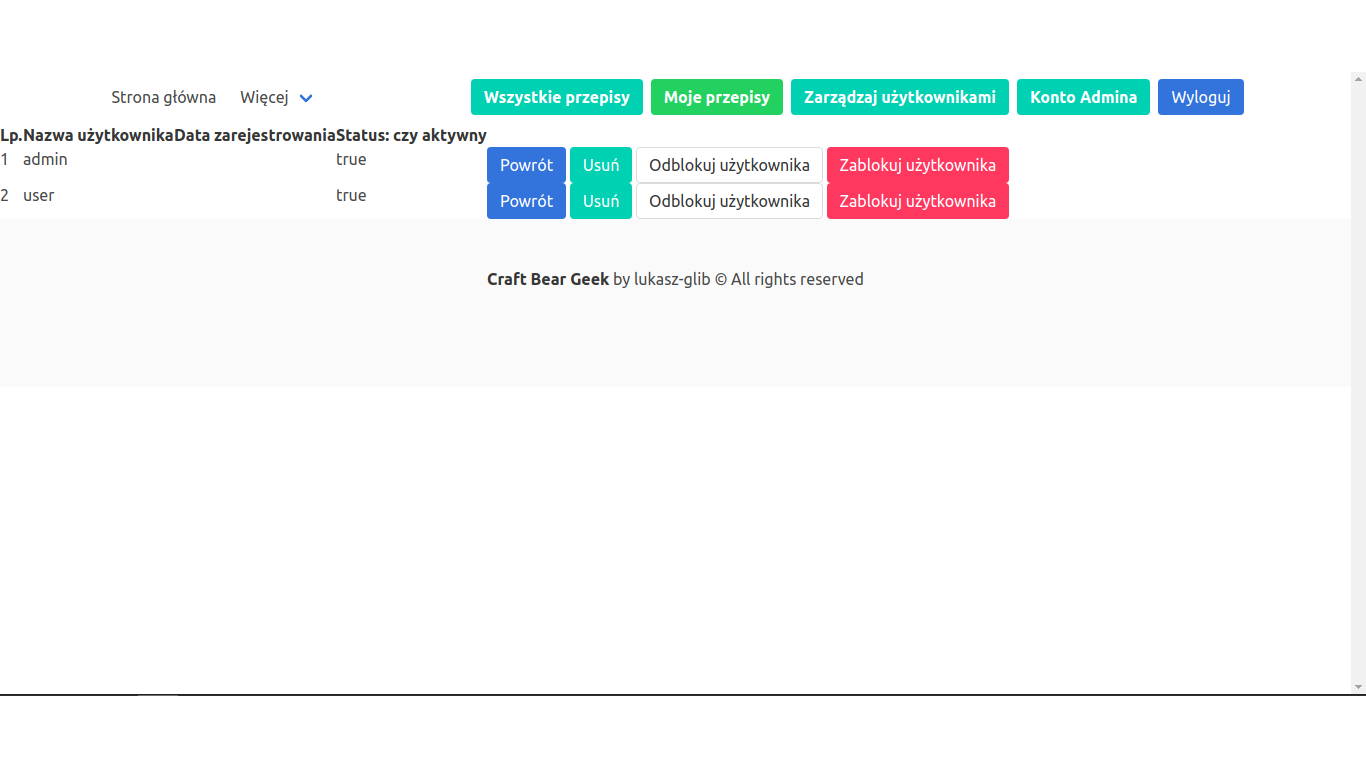 Strona główna Więcej Wszystkie przepisy Moje przepisy Zarządzaj użytkownikami Konto Admina Wyloguj
Lp. Nazwa użytkownika Data zarejestrowania Status: czy aktywny
1 admin true Powrót Usuń Odblokuj użytkownika Zablokuj użytkownika
2 user true Powrót Usuń Odblokuj użytkownika Zablokuj użytkownika
Craft Bear Geek by lukasz-glib © All rights reserved